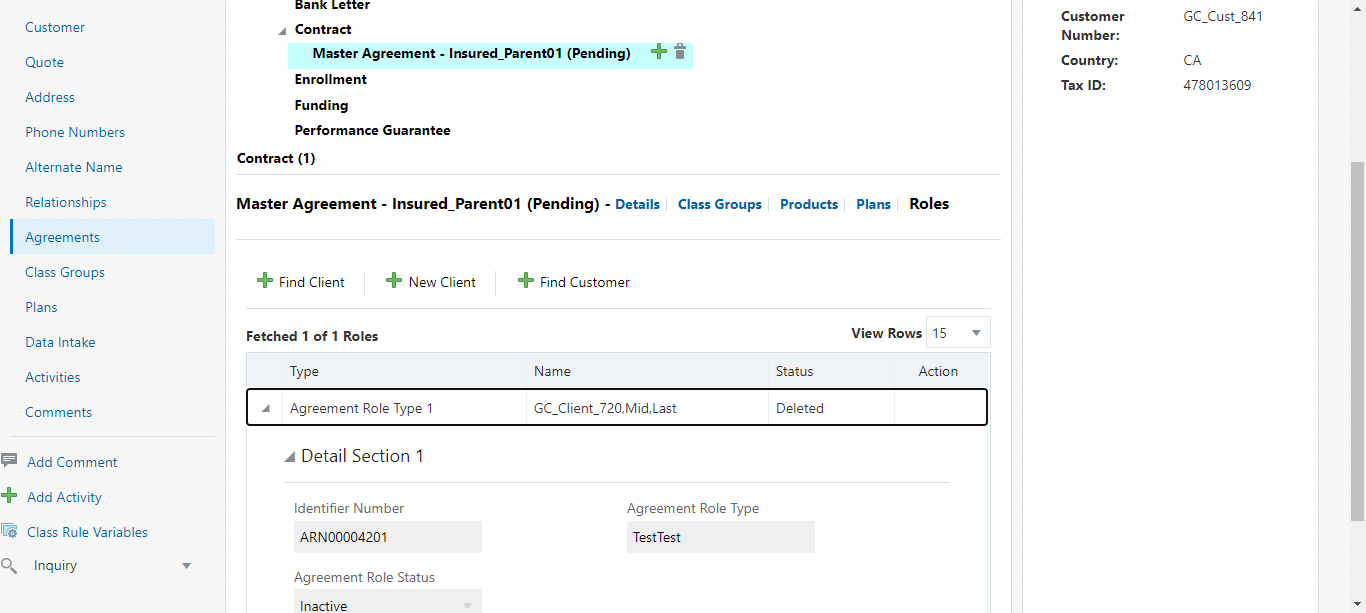 Customer
Quote
Address
Phone Numbers
Alternate Name
Relationships
Agreements
Class Groups
Plans
Data Intake
Activities
Comments
Add Comment
Add Activity
Class Rule Variables
Inquiry
Bank Letter
Contract
Master Agreement - Insured_Parent01 (Pending)
Enrollment
Funding
Performance Guarantee
Contract (1)
Master Agreement - Insured_Parent01 (Pending) - Details Class Groups Products Plans Roles
Find Client New Client Find Customer
Fetched 1 of 1 Roles View Rows 15
Type Name Status Action
Agreement Role Type 1 GC_Client_720,Mid,Last Deleted
Detail Section 1
Identifier Number Agreement Role Type
ARN00004201 TestTest
Agreement Role Status
Inactive
Customer GC_Cust_841
Number:
Country: CA
Tax ID: 478013609